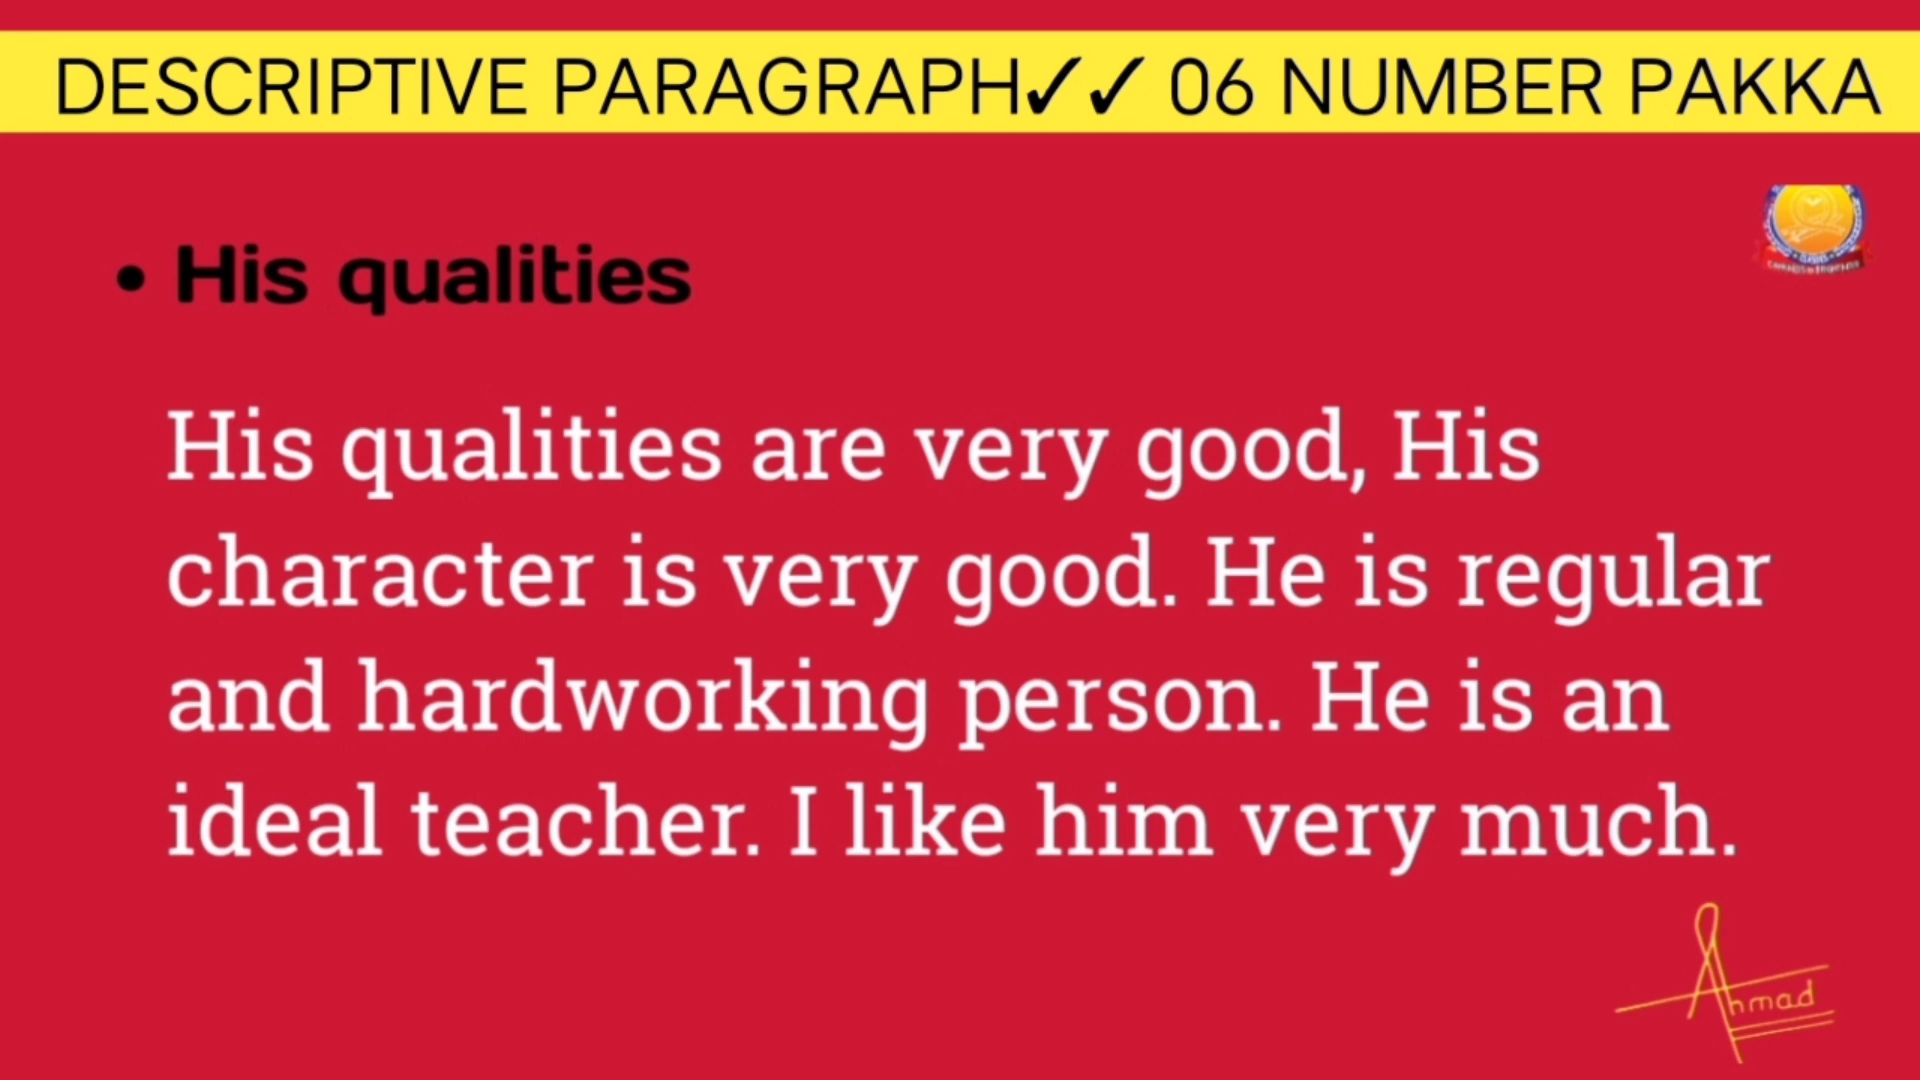 DESCRIPTIVE PARAGRAPH✓✓ 06 NUMBER PAKKA
• His qualities
His qualities are very good, His
character is very good. He is regular
and hardworking person. He is an
ideal teacher. I like him very much.
Ahmad